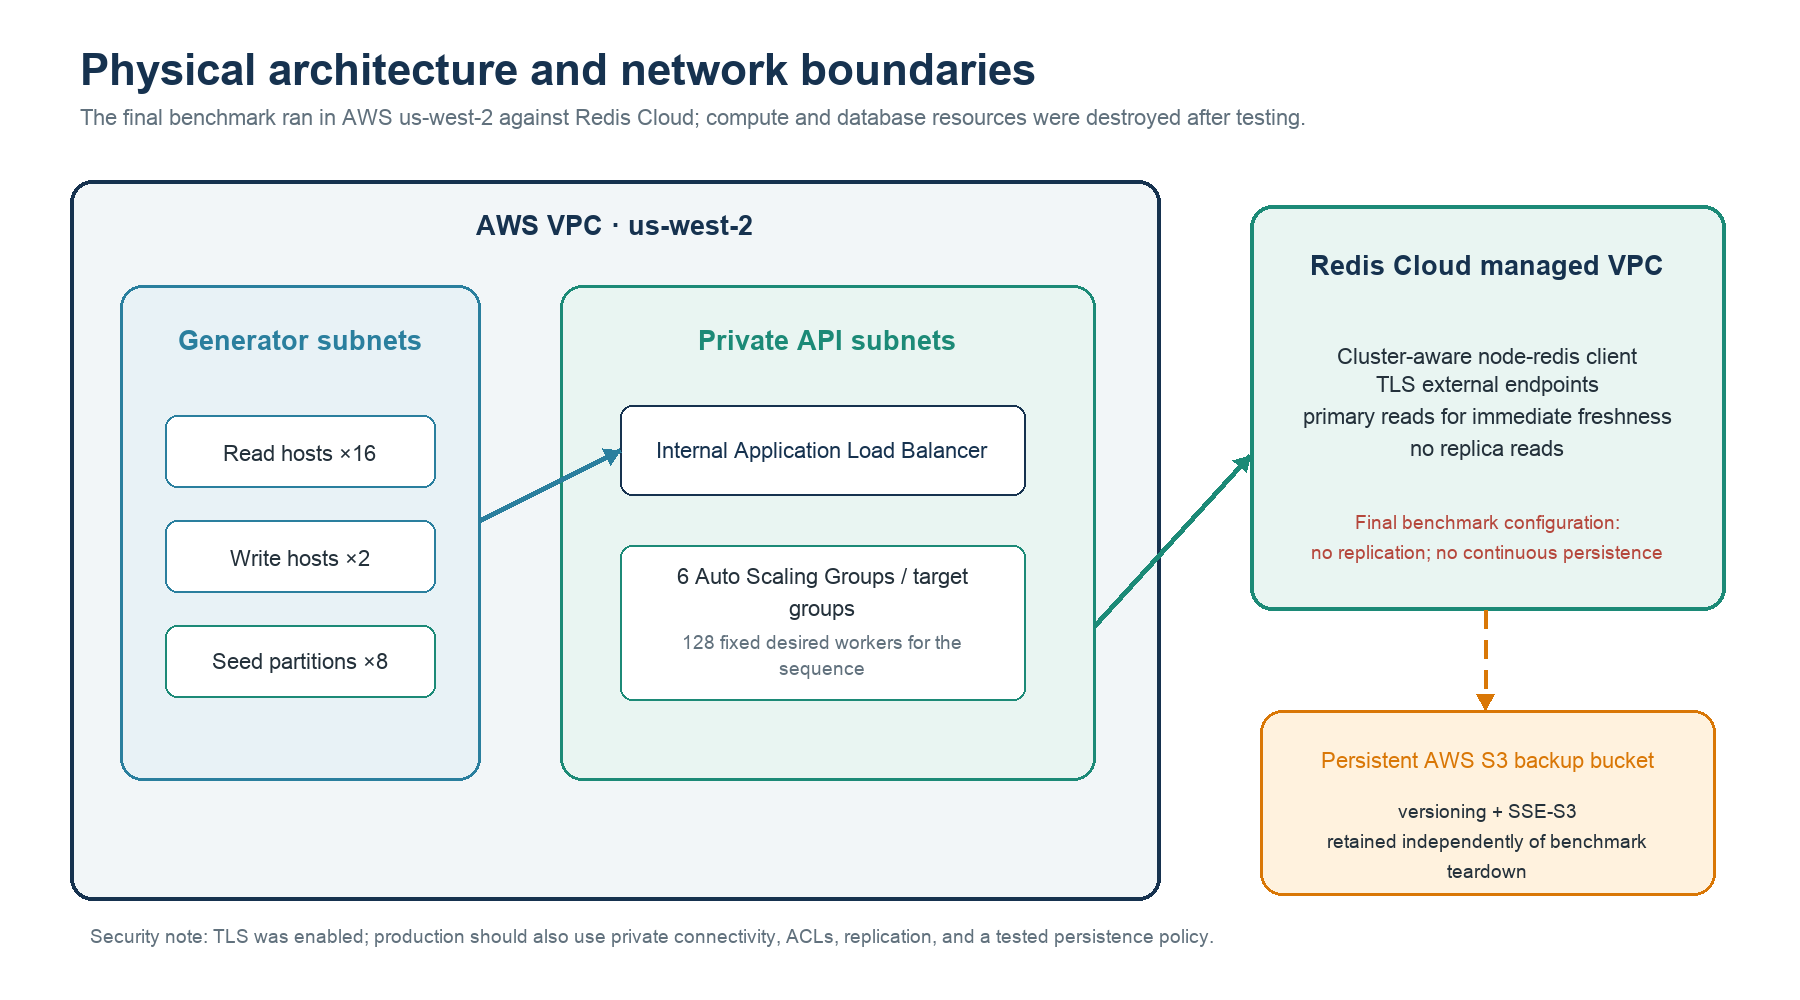 Physical architecture and network boundaries
The final benchmark ran in AWS us-west-2 against Redis Cloud; compute and database resources were destroyed after testing.
AWS VPC · us-west-2
Generator subnets
Read hosts ×16
Write hosts ×2
Seed partitions ×8
Private API subnets
Internal Application Load Balancer
6 Auto Scaling Groups / target
groups
128 fixed desired workers for the
sequence
Redis Cloud managed VPC
Cluster-aware node-redis client
TLS external endpoints
primary reads for immediate freshness
no replica reads
Final benchmark configuration:
no replication; no continuous persistence
Persistent AWS S3 backup bucket
versioning + SSE-S3
retained independently of benchmark
teardown
Security note: TLS was enabled; production should also use private connectivity, ACLs, replication, and a tested persistence policy.